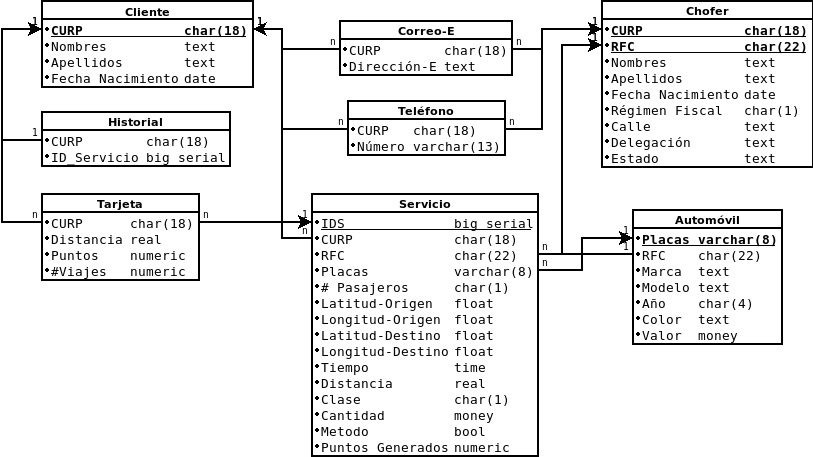 Cliente
CURP char(18)
Nombres text
Apellidos text
Fecha Nacimiento date
Historial
CURP char(18)
ID_Servicio big serial
Tarjeta
CURP char(18)
Distancia real
Puntos numeric
#Viajes numeric
Correo-E
CURP char(18)
Dirección-E text
Teléfono
CURP char(18)
Número varchar(13)
Servicio
IDS big serial
CURP char(18)
RFC char(22)
Placas varchar(8)
# Pasajeros char(1)
Latitud-Origen float
Longitud-Origen float
Latitud-Destino float
Longitud-Destino float
Tiempo time
Distancia real
Clase char(1)
Cantidad money
Metodo bool
Puntos Generados numeric
Chofer
CURP char(18)
RFC char(22)
Nombres text
Apellidos text
Fecha Nacimiento date
Régimen Fiscal char(1)
Calle text
Delegación text
Estado text
Automóvil
Placas varchar(8)
RFC char(22)
Marca text
Modelo text
Año char(4)
Color text
Valor money
1
1
1
n
n
n
n
n
n
1
n
1
1
n
n
1
1